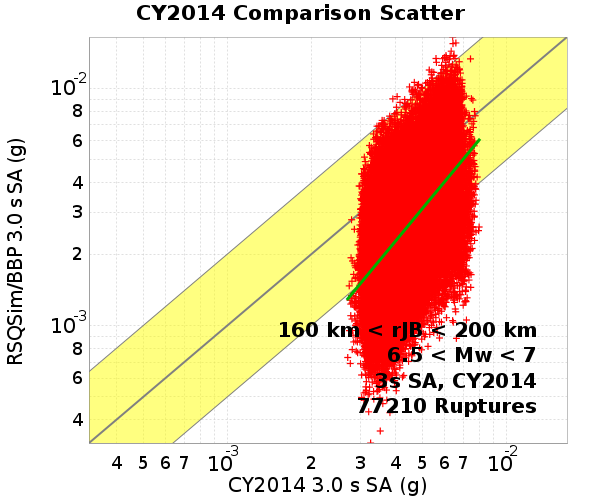 CY2014 Comparison Scatter
RSQSim/BBP 3.0 s SA (g)
10-2
8
6
4
3
2
10-3
8
6
4
160 km < rJB < 200 km
6.5 < Mw < 7
3s SA, CY2014
77210 Ruptures
4 5 6 7 10-3 2 3 4 5 6 7 10-2
CY2014 3.0 s SA (g)